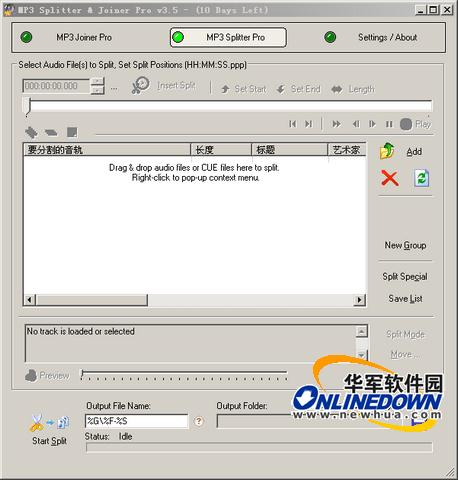 MP3 Splitter & Joiner Pro v3.5 - (10 Days Left)
MP3 Joiner Pro
MP3 Splitter Pro
Settings / About
Select Audio File(s) to Split, Set Split Positions (HH:MM:SS.ppp)
000:00:00.000
...
Insert Split
Set Start
Set End
Length
Play
要分割的音轨 长度 标题 艺术家
Drag & drop audio files or CUE files here to split.
Right-click to pop-up context menu.
Add
New Group
Split Special
Save List
No track is loaded or selected
Split Mode
Move ...
Preview
华军软件园
ONLINEDOWN
www.newhua.com
Output File Name:
Output Folder:
%G\%F-%S
Start Split
Status: Idle